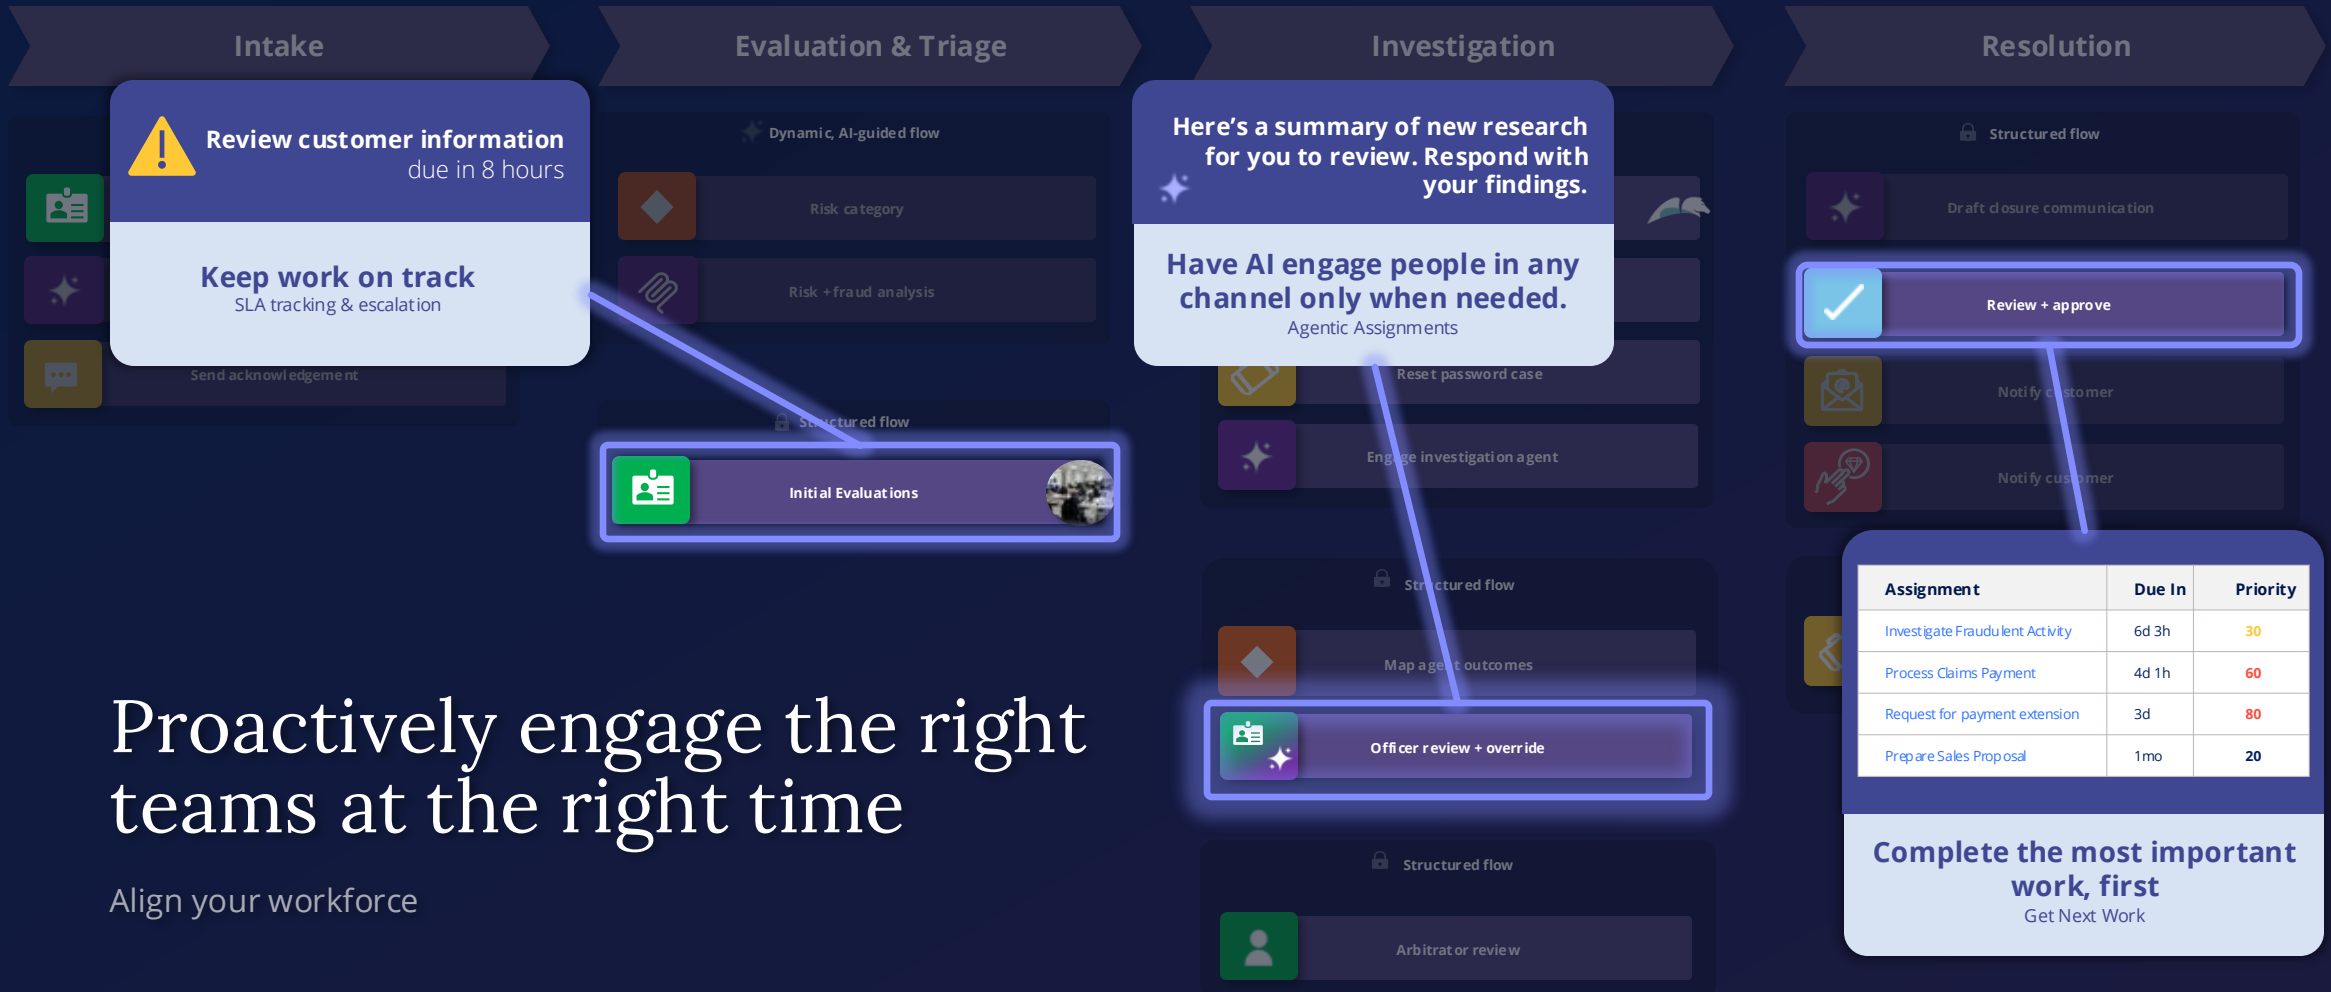 Intake
Evaluation & Triage
Investigation
Resolution
Review customer information
due in 8 hours
Keep work on track
SLA tracking & escalation
Send acknowledgement
Dynamic, AI-guided flow
Risk category
Risk + fraud analysis
Structured flow
Initial Evaluations
Here’s a summary of new research
for you to review. Respond with
your findings.
Have AI engage people in any
channel only when needed.
Agentic Assignments
Reset password case
Engage investigation agent
Structured flow
Map agent outcomes
Officer review + override
Structured flow
Arbitrator review
Structured flow
Draft closure communication
Review + approve
Notify customer
Notify customer
Assignment Due In Priority
Investigate Fraudulent Activity 6d 3h 30
Process Claims Payment 4d 1h 60
Request for payment extension 3d 80
Prepare Sales Proposal 1mo 20
Complete the most important
work, first
Get Next Work
Proactively engage the right
teams at the right time
Align your workforce